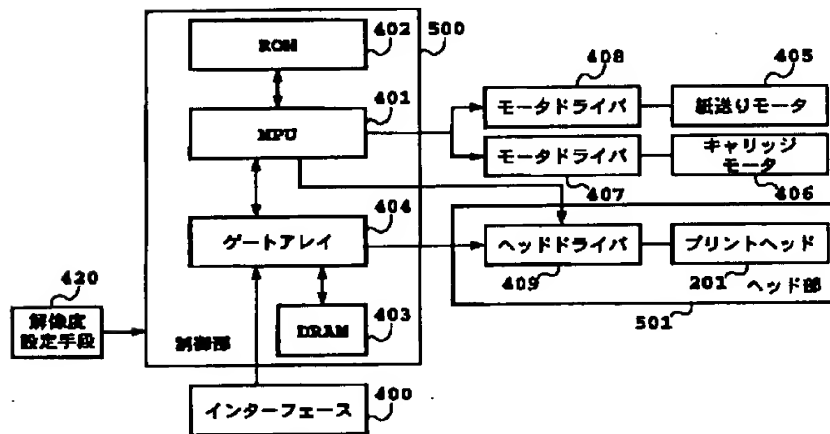 ROM
402
500
401
MPU
408
モータドライバ
405
紙送りモータ
モータドライバ
407
キャリッジ
モータ
406
404
ゲートアレイ
ヘッドドライバ
409
プリントヘッド
201
ヘッド部
501
420
解像度
設定手段
403
DRAM
制御部
インターフェース
400